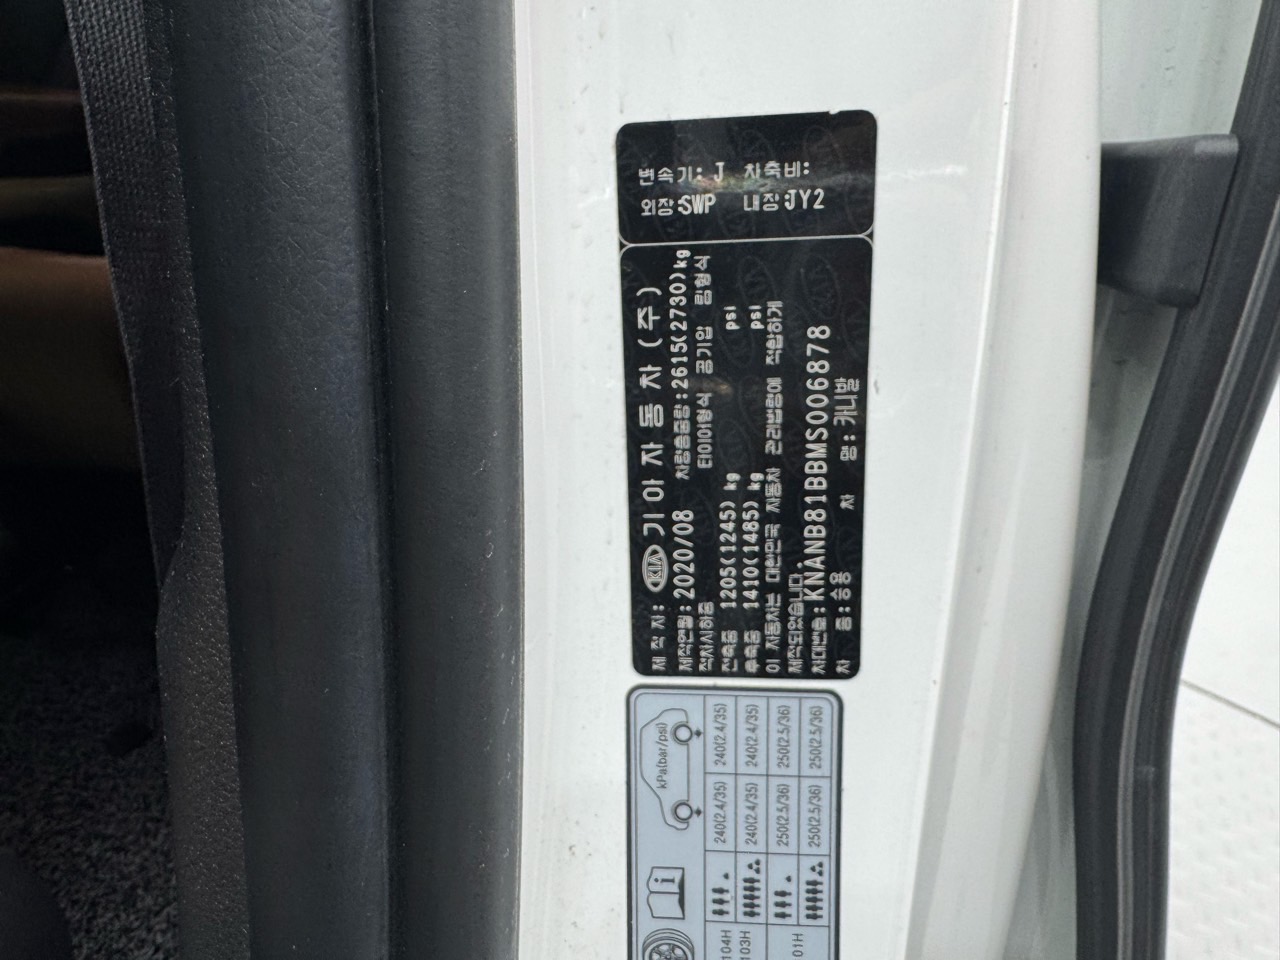 변속기: J 차축비:
외장:SWP 내장:JY2
제 작 자: KIA 기 아 자 동 차 (주)
제작연월:2020/08 차량총중량:2615(2730)kg
적차시하중 타이어형식 공기압 림형식
전축중 1205(1245) kg psi
후축중 1410(1485) kg psi
이 자동차는 대한민국 자동차 관리법령에 적합하게
제작되었습니다.
차대번호:KNANB81BBMS006878
차 종:승용 차 명:카니발
kPa(bar/psi)
104H 240(2.4/35) 240(2.4/35)
103H 240(2.4/35) 240(2.4/35)
250(2.5/36) 250(2.5/36)
01H 250(2.5/36) 250(2.5/36)